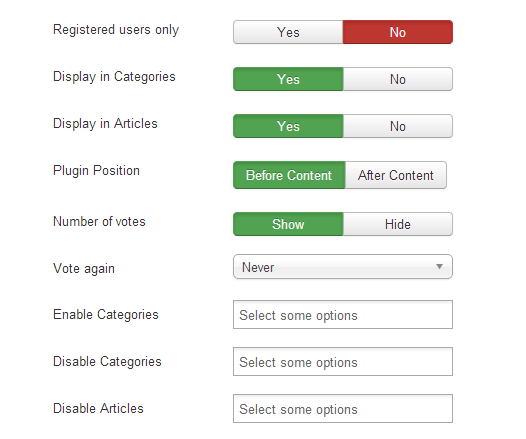 Registered users only Yes No
Display in Categories Yes No
Display in Articles Yes No
Plugin Position Before Content After Content
Number of votes Show Hide
Vote again Never
Enable Categories Select some options
Disable Categories Select some options
Disable Articles Select some options